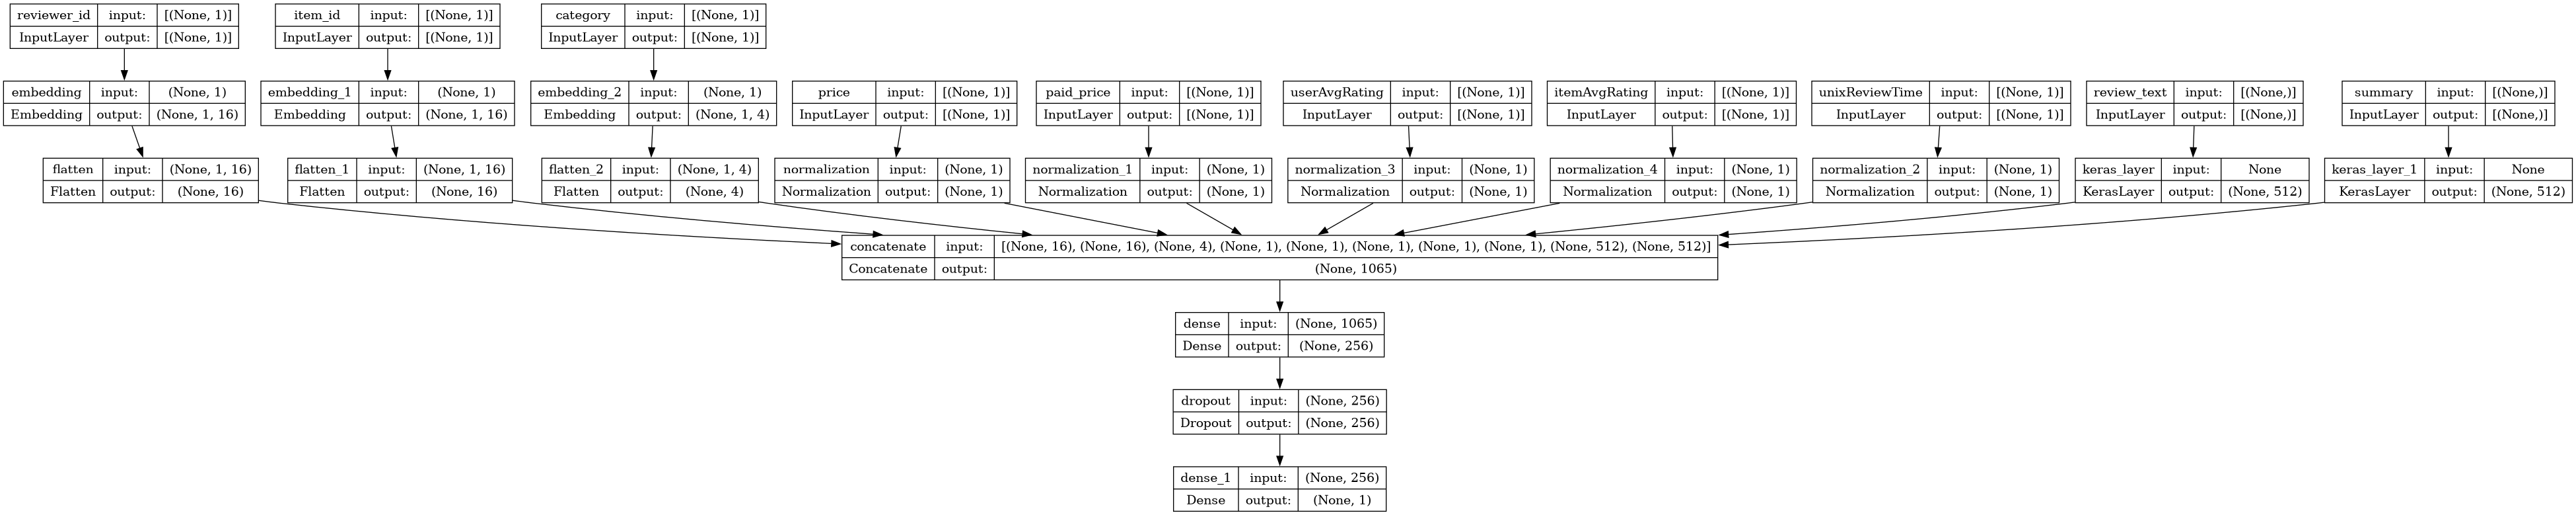 reviewer_id input: [(None, 1)]
InputLayer output: [(None, 1)]
item_id input: [(None, 1)]
InputLayer output: [(None, 1)]
category input: [(None, 1)]
InputLayer output: [(None, 1)]
embedding input: (None, 1)
Embedding output: (None, 1, 16)
embedding_1 input: (None, 1)
Embedding output: (None, 1, 16)
embedding_2 input: (None, 1)
Embedding output: (None, 1, 4)
price input: [(None, 1)]
InputLayer output: [(None, 1)]
paid_price input: [(None, 1)]
InputLayer output: [(None, 1)]
userAvgRating input: [(None, 1)]
InputLayer output: [(None, 1)]
itemAvgRating input: [(None, 1)]
InputLayer output: [(None, 1)]
unixReviewTime input: [(None, 1)]
InputLayer output: [(None, 1)]
review_text input: [(None,)]
InputLayer output: [(None,)]
summary input: [(None,)]
InputLayer output: [(None,)]
flatten input: (None, 1, 16)
Flatten output: (None, 16)
flatten_1 input: (None, 1, 16)
Flatten output: (None, 16)
flatten_2 input: (None, 1, 4)
Flatten output: (None, 4)
normalization input: (None, 1)
Normalization output: (None, 1)
normalization_1 input: (None, 1)
Normalization output: (None, 1)
normalization_3 input: (None, 1)
Normalization output: (None, 1)
normalization_4 input: (None, 1)
Normalization output: (None, 1)
normalization_2 input: (None, 1)
Normalization output: (None, 1)
keras_layer input: None
KerasLayer output: (None, 512)
keras_layer_1 input: None
KerasLayer output: (None, 512)
concatenate input: [(None, 16), (None, 16), (None, 4), (None, 1), (None, 1), (None, 1), (None, 1), (None, 1), (None, 512), (None, 512)]
Concatenate output: (None, 1065)
dense input: (None, 1065)
Dense output: (None, 256)
dropout input: (None, 256)
Dropout output: (None, 256)
dense_1 input: (None, 256)
Dense output: (None, 1)